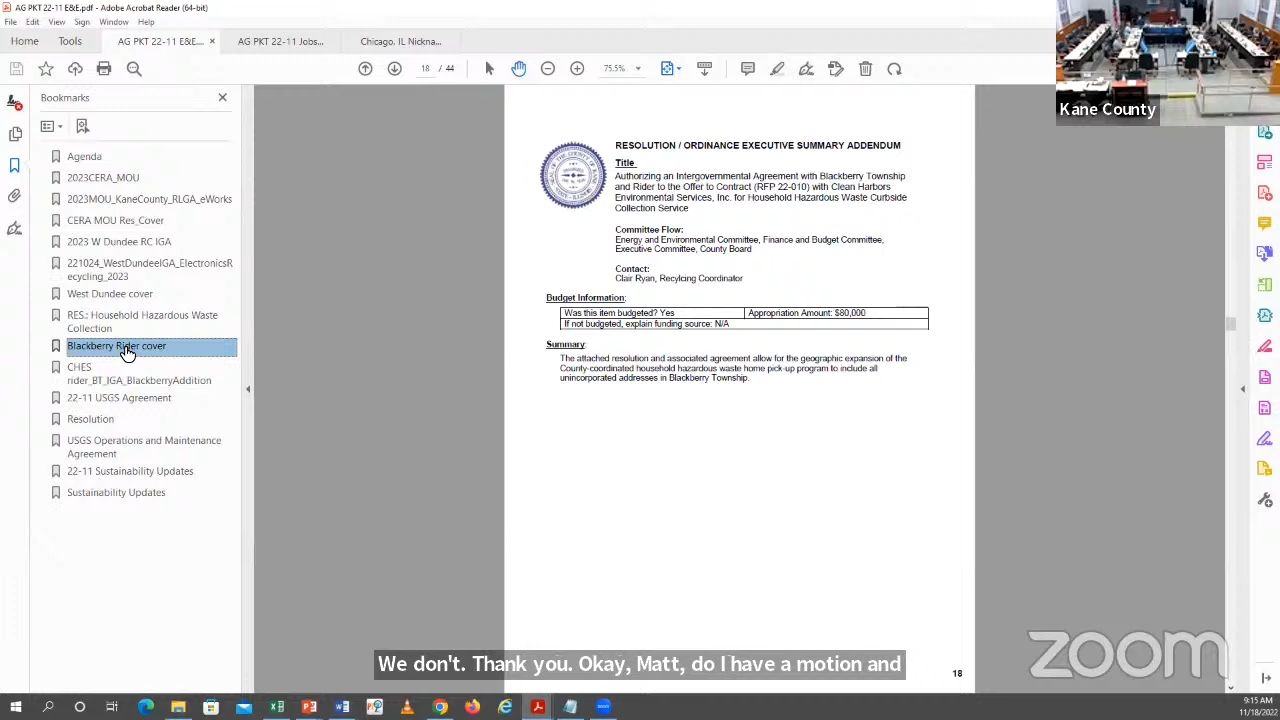 AG PKT 22-11 E&E.pdf - Adobe Acrobat Reader (64-bit)
File Edit View Sign Window Help
Home Tools AG PKT 22-11 E&E.... × AG PKT 22-11 Jobs... Chicago, IL Nickna...
18 75.5%
Bookmarks
Agenda
2023CERA_MOU
2023MOU_KaneCounty_RLGA_eWorks
CERA MOU Res_Cover
2023 W Dundee RC IGA
221024_WestDundeeIGA_ElectronicsR
ecycling_2023
West Dundee cover
RES.: Household Hazardous Waste
Collection
Blackberry Rider cover
CHES
rider_BT_IGA_BlackberryAddition
22-11 USGS Agreement
Resolution
USGS Operations and Maintenance
Agreement
22-11 Sustainability Updates
Sustainability Updates
RESOLUTION / ORDINANCE EXECUTIVE SUMMARY ADDENDUM
Title
Authorizing an Intergovernmental Agreement with Blackberry Township
and Rider to the Offer to Contract (RFP 22-010) with Clean Harbors
Environmental Services, Inc. for Household Hazardous Waste Curbside
Collection Service
Committee Flow:
Energy and Environmental Committee, Finance and Budget Committee,
Executive Committee, County Board
Contact:
Clair Ryan, Recylcing Coordinator
Budget Information:
Was this item budgeted? Yes Appropriation Amount: $80,000
If not budgeted, explain funding source: N/A
Summary:
The attached resolution and associated agreement allow for the geographic expansion of the
County-coordinated household hazardous waste home pick-up program to include all
unincorporated addresses in Blackberry Township.
18
Kane County
We don't. Thank you. Okay, Matt, do I have a motion and
zoom
9:15 AM
11/18/2022